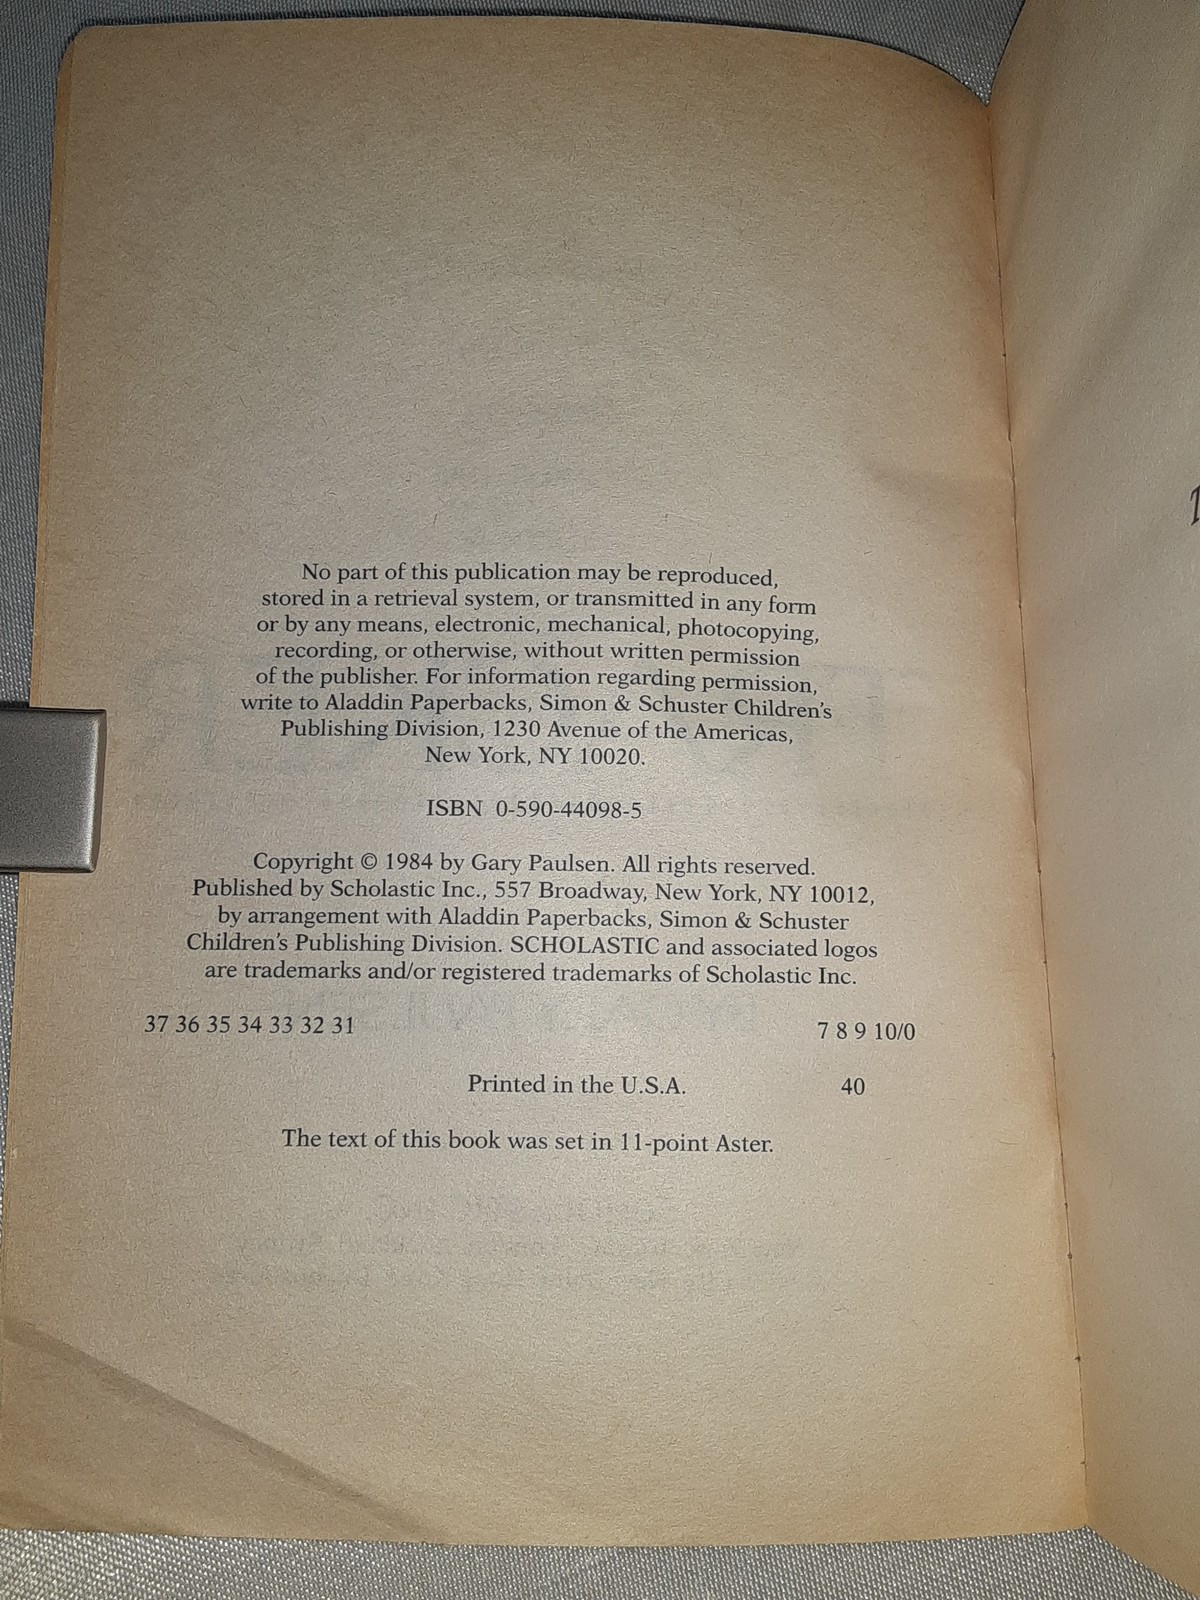 No part of this publication may be reproduced,
stored in a retrieval system, or transmitted in any form
or by any means, electronic, mechanical, photocopying,
recording, or otherwise, without written permission
of the publisher. For information regarding permission,
write to Aladdin Paperbacks, Simon & Schuster Children's
Publishing Division, 1230 Avenue of the Americas,
New York, NY 10020.
ISBN 0-590-44098-5
Copyright © 1984 by Gary Paulsen. All rights reserved.
Published by Scholastic Inc., 557 Broadway, New York, NY 10012,
by arrangement with Aladdin Paperbacks, Simon & Schuster
Children's Publishing Division. SCHOLASTIC and associated logos
are trademarks and/or registered trademarks of Scholastic Inc.
37 36 35 34 33 32 31 7 8 9 10/0
Printed in the U.S.A. 40
The text of this book was set in 11-point Aster.